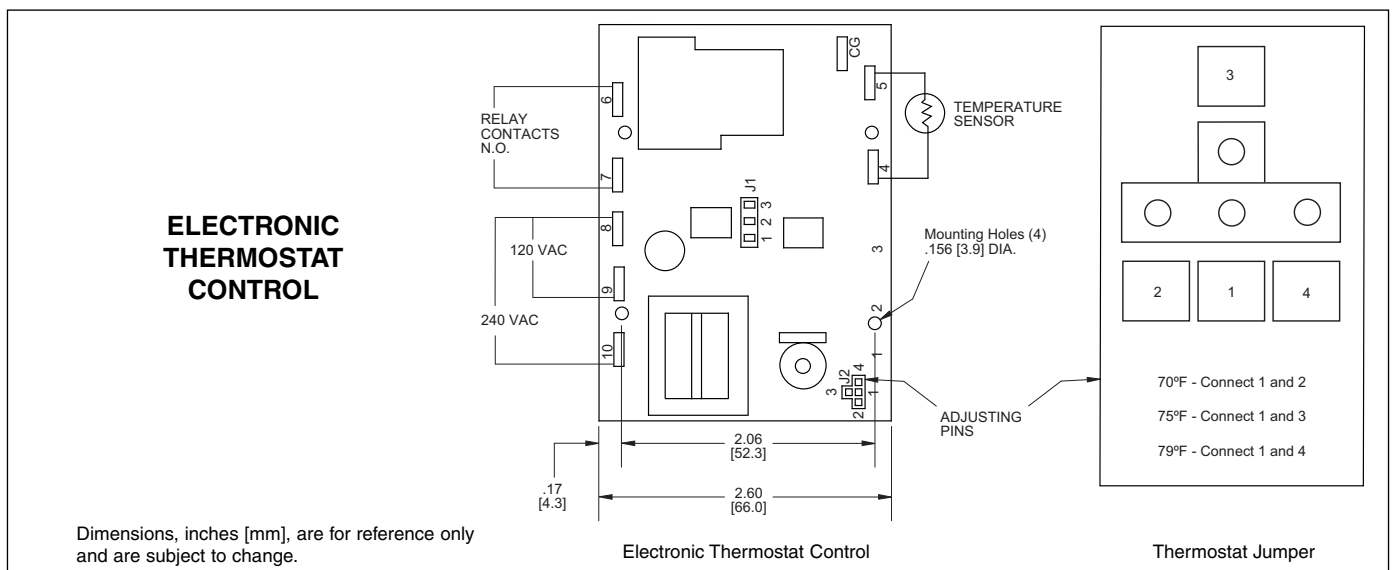 ELECTRONIC
THERMOSTAT
CONTROL
Dimensions, inches [mm], are for reference only
and are subject to change.
RELAY
CONTACTS
N.O.
120 VAC
240 VAC
6
7
8
9
10
CG
5
4
J1
3
2
1
3
2
1
J2
4
3
1
2
TEMPERATURE
SENSOR
Mounting Holes (4)
.156 [3.9] DIA.
ADJUSTING
PINS
2.06
[52.3]
.17
[4.3]
2.60
[66.0]
Electronic Thermostat Control
3
2
1
4
70ºF - Connect 1 and 2
75ºF - Connect 1 and 3
79ºF - Connect 1 and 4
Thermostat Jumper